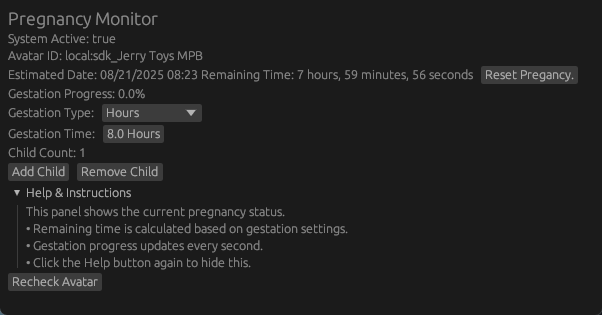 Pregnancy Monitor
System Active: true
Avatar ID: local:sdk_Jerry Toys MPB
Estimated Date: 08/21/2025 08:23 Remaining Time: 7 hours, 59 minutes, 56 seconds Reset Pregancy.
Gestation Progress: 0.0%
Gestation Type: Hours
Gestation Time: 8.0 Hours
Child Count: 1
Add Child Remove Child
Help & Instructions
This panel shows the current pregnancy status.
• Remaining time is calculated based on gestation settings.
• Gestation progress updates every second.
• Click the Help button again to hide this.
Recheck Avatar